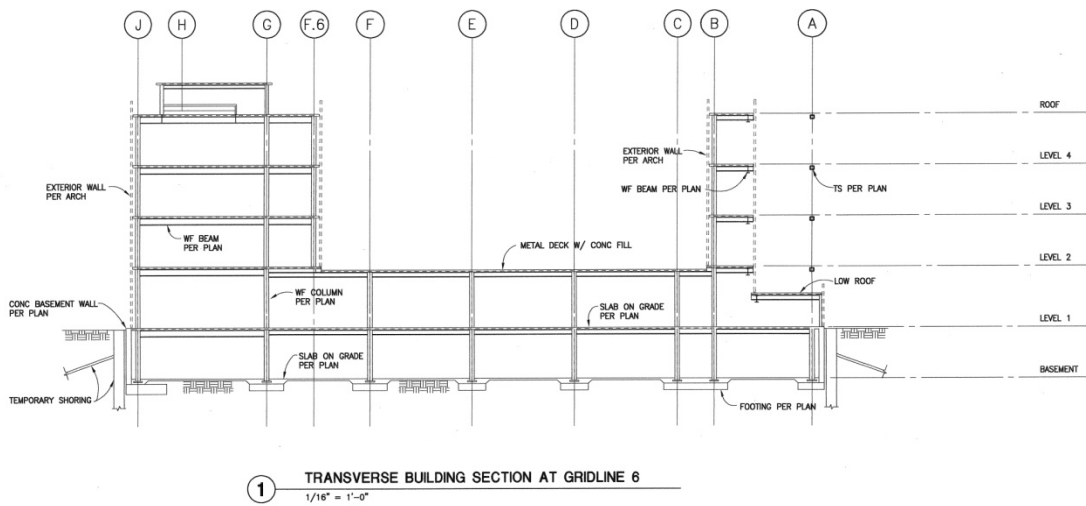 J H G F.6 F E D C B A
ROOF
EXTERIOR WALL
PER ARCH
LEVEL 4
WF BEAM PER PLAN
TS PER PLAN
EXTERIOR WALL
PER ARCH
LEVEL 3
WF BEAM
PER PLAN
METAL DECK W/ CONC FILL
LEVEL 2
LOW ROOF
WF COLUMN
PER PLAN
CONC BASEMENT WALL
PER PLAN
SLAB ON GRADE
PER PLAN
LEVEL 1
SLAB ON GRADE
PER PLAN
BASEMENT
TEMPORARY SHORING
FOOTING PER PLAN
1
TRANSVERSE BUILDING SECTION AT GRIDLINE 6
1/16" = 1'-0"